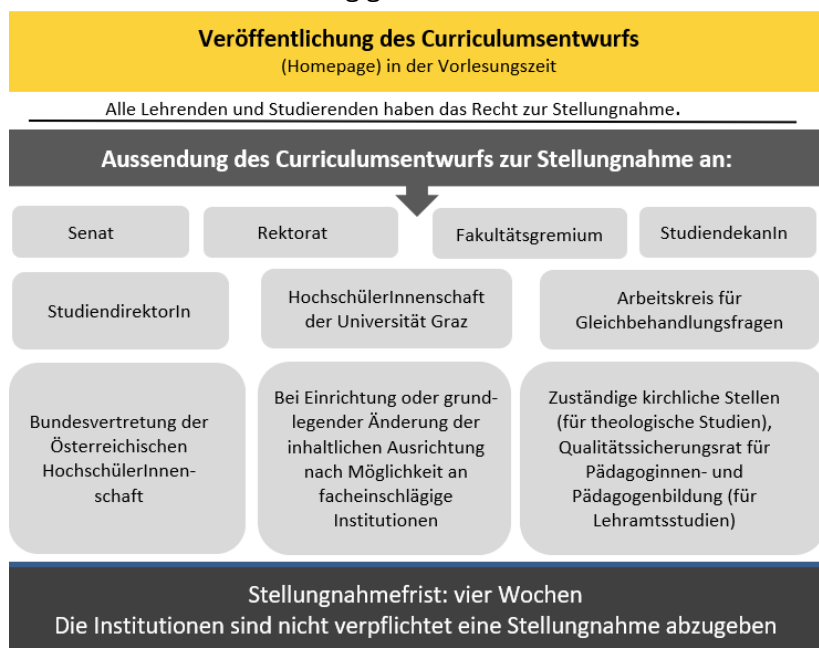 Veröffentlichung des Curriculumsentwurfs
(Homepage) in der Vorlesungszeit
Alle Lehrenden und Studierenden haben das Recht zur Stellungnahme.
Aussendung des Curriculumsentwurfs zur Stellungnahme an:
Senat
Rektorat
Fakultätsgremium
StudiendekanIn
StudiendirektorIn
HochschülerInnenschaft
der Universität Graz
Arbeitskreis für
Gleichbehandlungsfragen
Bundesvertretung der
Österreichischen
HochschülerInnen-
schaft
Bei Einrichtung oder grund-
legender Änderung der
inhaltlichen Ausrichtung
nach Möglichkeit an
facheinschlägige
Institutionen
Zuständige kirchliche Stellen
(für theologische Studien),
Qualitätssicherungsrat für
Pädagoginnen- und
Pädagogenbildung (für
Lehramtsstudien)
Stellungnahmefrist: vier Wochen
Die Institutionen sind nicht verpflichtet eine Stellungnahme abzugeben